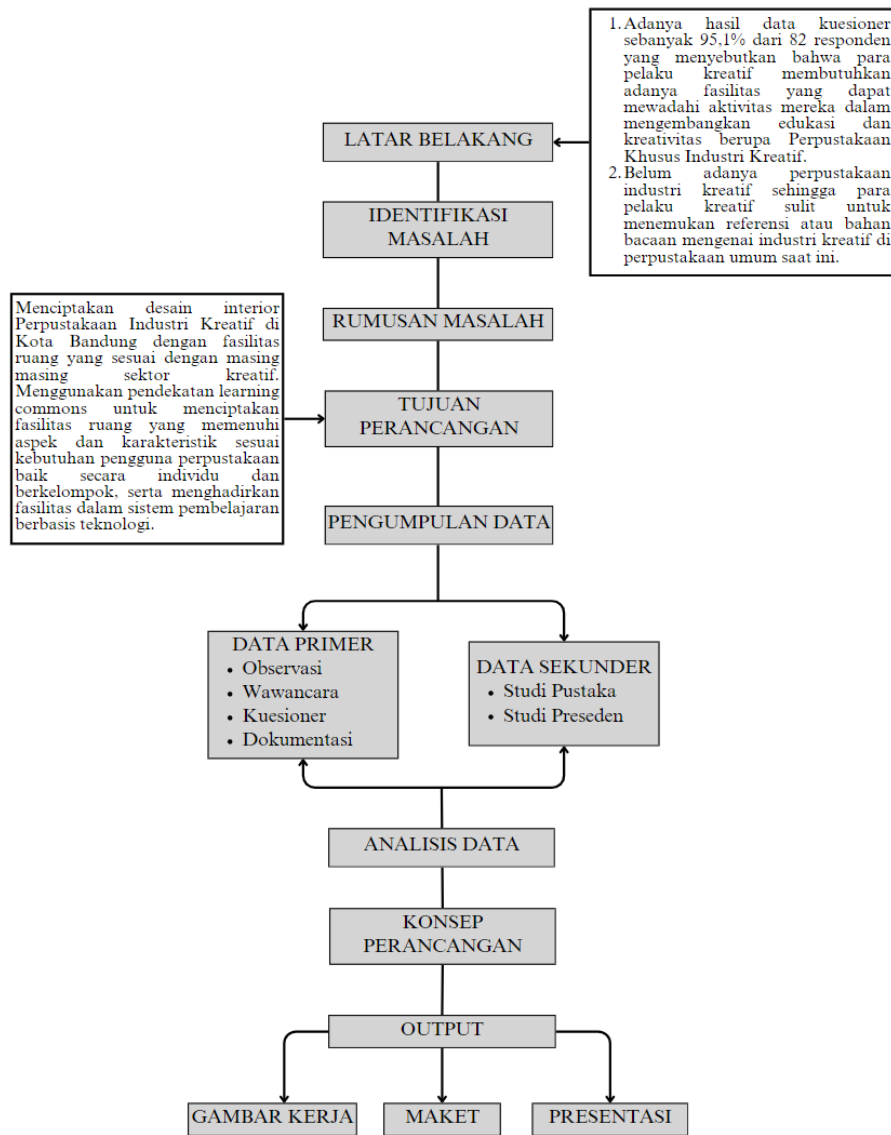 1. Adanya hasil data kuesioner
sebanyak 95,1% dari 82 responden
yang menyebutkan bahwa para
pelaku kreatif membutuhkan
adanya fasilitas yang dapat
mewadahi aktivitas mereka dalam
mengembangkan edukasi dan
kreativitas berupa Perpustakaan
Khusus Industri Kreatif.
2. Belum adanya perpustakaan
industri kreatif sehingga para
pelaku kreatif sulit untuk
menemukan referensi atau bahan
bacaan mengenai industri kreatif di
perpustakaan umum saat ini.
LATAR BELAKANG
IDENTIFIKASI
MASALAH
RUMUSAN MASALAH
Menciptakan desain interior
Perpustakaan Industri Kreatif di
Kota Bandung dengan fasilitas
ruang yang sesuai dengan masing
masing sektor kreatif.
Menggunakan pendekatan learning
commons untuk menciptakan
fasilitas ruang yang memenuhi
aspek dan karakteristik sesuai
kebutuhan pengguna perpustakaan
baik secara individu dan
berkelompok, serta menghadirkan
fasilitas dalam sistem pembelajaran
berbasis teknologi.
TUJUAN
PERANCANGAN
PENGUMPULAN DATA
DATA PRIMER
• Observasi
• Wawancara
• Kuesioner
• Dokumentasi
DATA SEKUNDER
• Studi Pustaka
• Studi Preseden
ANALISIS DATA
KONSEP
PERANCANGAN
OUTPUT
GAMBAR KERJA
MAKET
PRESENTASI